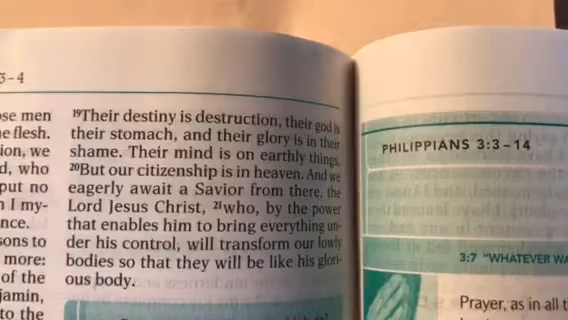 3–4
ose men
e flesh.
ion, we
d, who
put no
n I my-
nce.
sons to
more:
of the
jamin,
to the
¹⁹Their destiny is destruction, their god is
their stomach, and their glory is in their
shame. Their mind is on earthly things.
²⁰But our citizenship is in heaven. And we
eagerly await a Savior from there, the
Lord Jesus Christ, ²¹who, by the power
that enables him to bring everything un-
der his control, will transform our lowly
bodies so that they will be like his glori-
ous body.
PHILIPPIANS 3:3–14
3:7 "WHATEVER WA
Prayer, as in all t